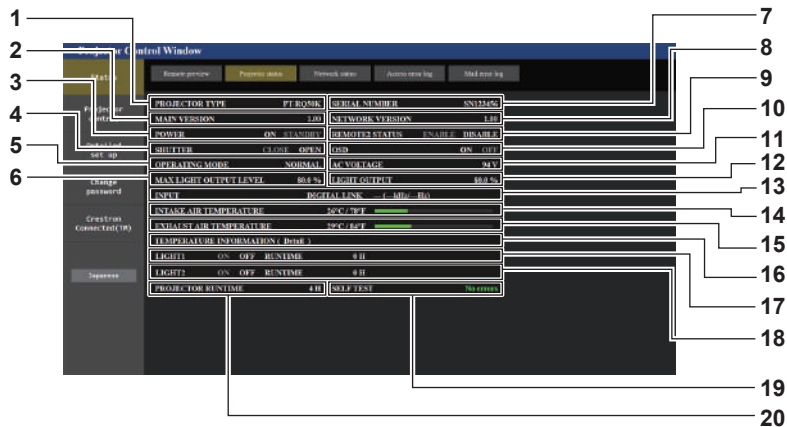 1
2
3
4
5
6
7
8
9
10
11
12
13
14
15
16
17
18
19
20
Projector Control Window
Status
Projector control
Detailed set up
Change password
Crestron Connected(TM)
Japanese
Remote preview
Projector status
Network status
Access error log
Mail error log
PROJECTOR TYPE PT-RQ50K SERIAL NUMBER SN123456
MAIN VERSION 1.00 NETWORK VERSION 1.00
POWER ON STANDBY REMOTE2 STATUS ENABLE DISABLE
SHUTTER CLOSE OPEN OSD ON OFF
OPERATING MODE NORMAL AC VOLTAGE 94 V
MAX LIGHT OUTPUT LEVEL 80.0 % LIGHT OUTPUT 80.0 %
INPUT DIGITAL LINK --- (---kHz/---Hz)
INTAKE AIR TEMPERATURE 26°C / 78°F
EXHAUST AIR TEMPERATURE 29°C / 84°F
TEMPERATURE INFORMATION ( Detail )
LIGHT1 ON OFF RUNTIME 0 H
LIGHT2 ON OFF RUNTIME 0 H
PROJECTOR RUNTIME 4 H SELF TEST No errors